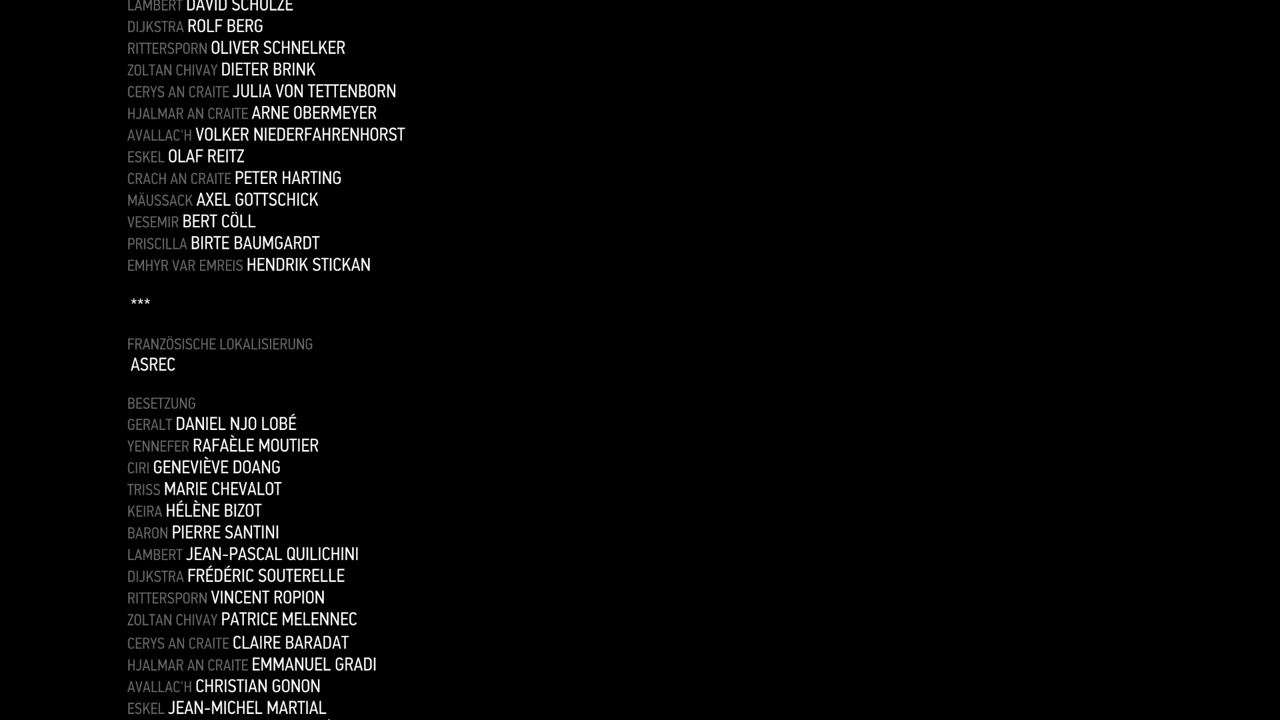 LAMBERT DAVID SCHULZE
DIJKSTRA ROLF BERG
RITTERSPORN OLIVER SCHNELKER
ZOLTAN CHIVAY DIETER BRINK
CERYS AN CRAITE JULIA VON TETTENBORN
HJALMAR AN CRAITE ARNE OBERMEYER
AVALLAC'H VOLKER NIEDERFAHRENHORST
ESKEL OLAF REITZ
CRACH AN CRAITE PETER HARTING
MÄUSSACK AXEL GOTTSCHICK
VESEMIR BERT CÖLL
PRISCILLA BIRTE BAUMGARDT
EMHYR VAR EMREIS HENDRIK STICKAN
***
FRANZÖSISCHE LOKALISIERUNG
ASREC
BESETZUNG
GERALT DANIEL NJO LOBÉ
YENNEFER RAFAÈLE MOUTIER
CIRI GENEVIÈVE DOANG
TRISS MARIE CHEVALOT
KEIRA HÉLÈNE BIZOT
BARON PIERRE SANTINI
LAMBERT JEAN-PASCAL QUILICHINI
DIJKSTRA FRÉDÉRIC SOUTERELLE
RITTERSPORN VINCENT ROPION
ZOLTAN CHIVAY PATRICE MELENNEC
CERYS AN CRAITE CLAIRE BARADAT
HJALMAR AN CRAITE EMMANUEL GRADI
AVALLAC'H CHRISTIAN GONON
ESKEL JEAN-MICHEL MARTIAL